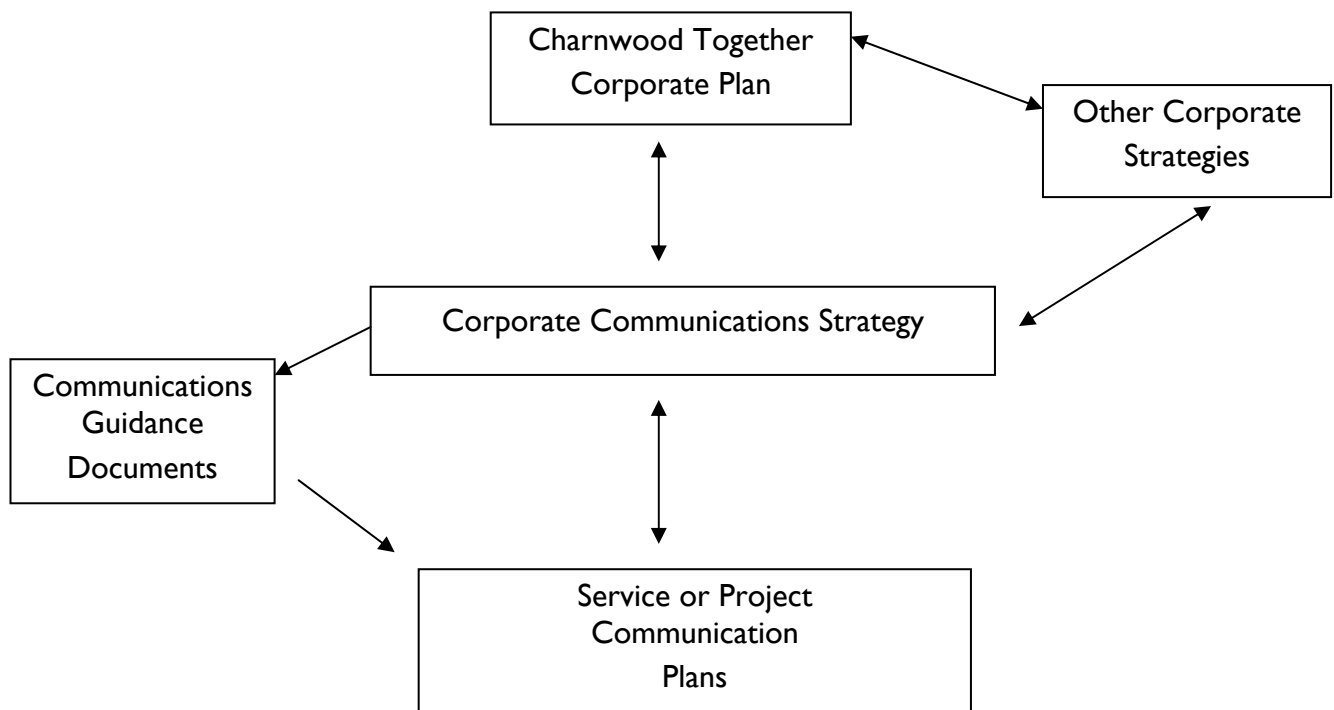 Charnwood Together
Corporate Plan
Other Corporate
Strategies
Corporate Communications Strategy
Communications
Guidance
Documents
Service or Project
Communication
Plans